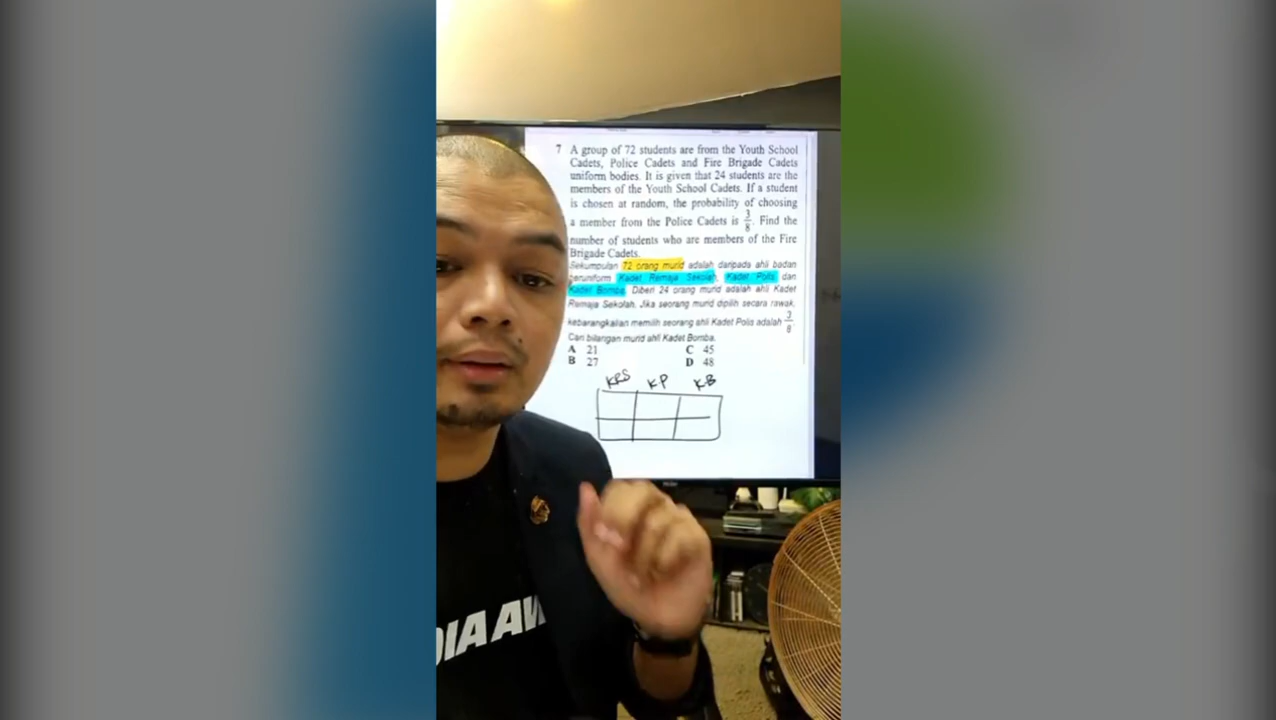 7 A group of 72 students are from the Youth School
Cadets, Police Cadets and Fire Brigade Cadets
uniform bodies. It is given that 24 students are the
members of the Youth School Cadets. If a student
is chosen at random, the probability of choosing
a member from the Police Cadets is 3/8. Find the
number of students who are members of the Fire
Brigade Cadets.
Sekumpulan 72 orang murid adalah daripada ahli badan
beruniform Kadet Remaja Sekolah, Kadet Polis dan
Kadet Bomba. Diberi 24 orang murid adalah ahli Kadet
Remaja Sekolah. Jika seorang murid dipilih secara rawak,
kebarangkalian memilih seorang ahli Kadet Polis adalah 3/8.
Cari bilangan murid ahli Kadet Bomba.
A 21 C 45
B 27 D 48
KRS KP KB
DIA AW